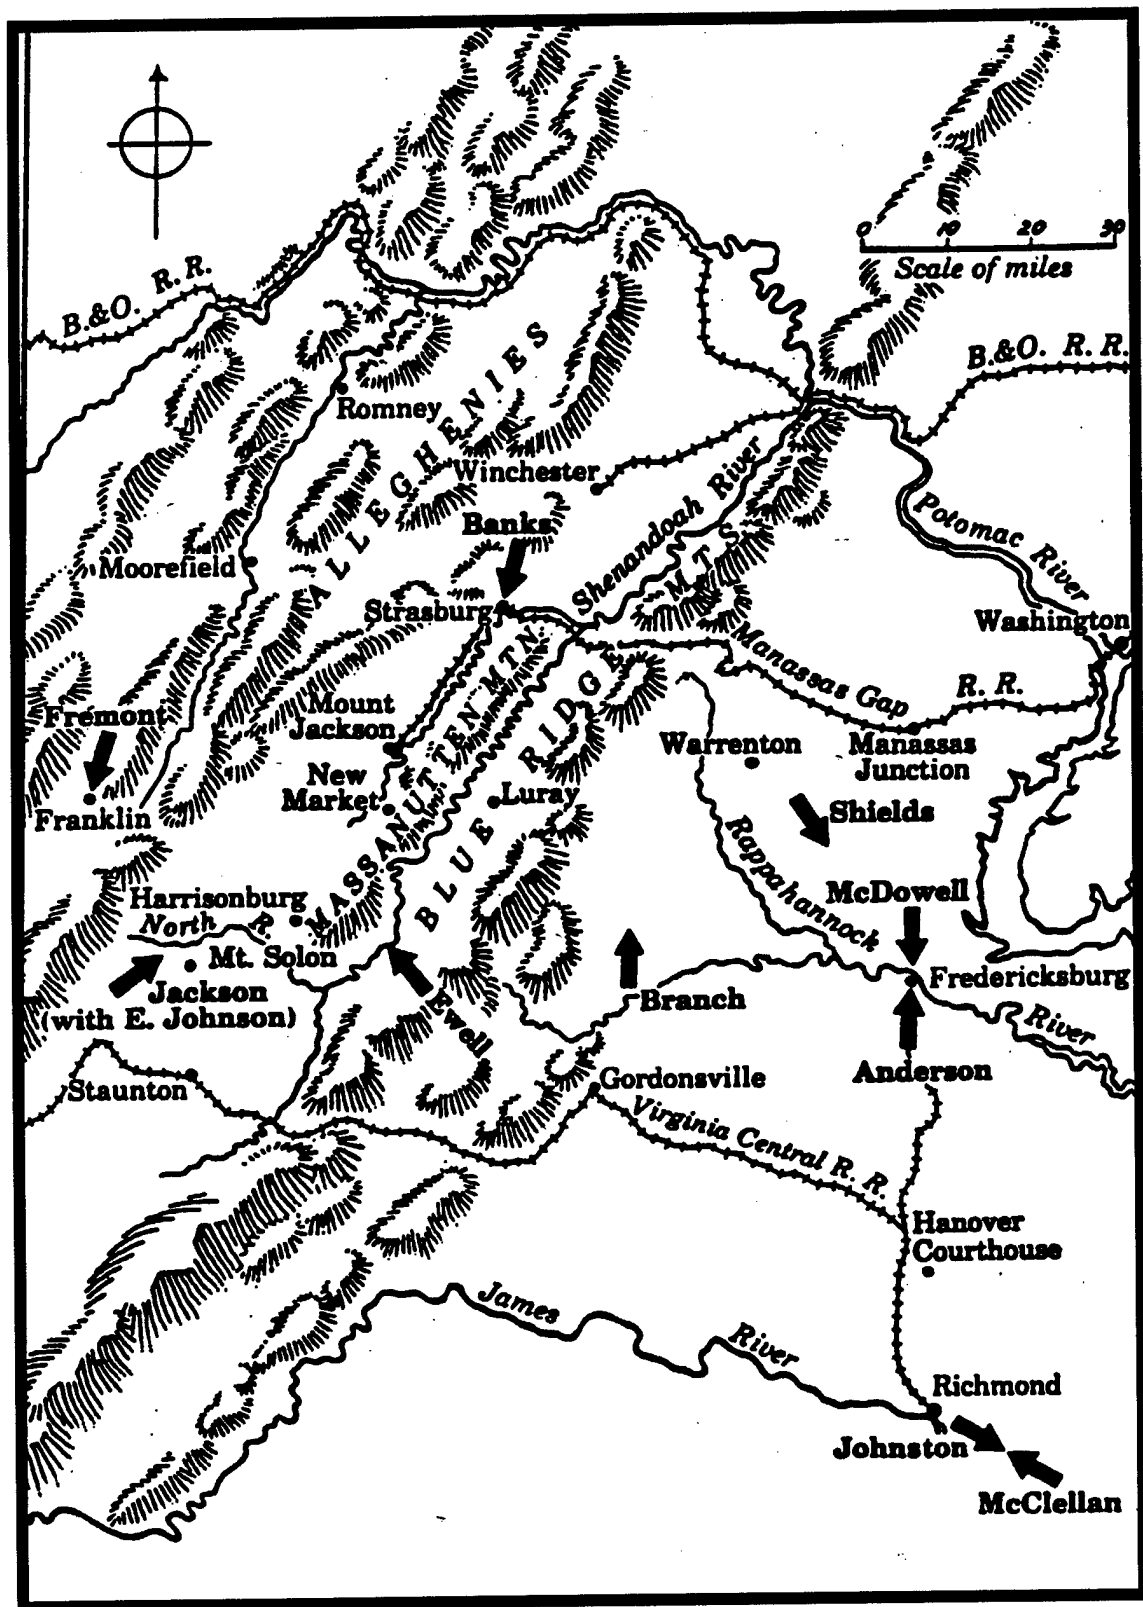 0 10 20 30
Scale of miles
B.&O. R. R.
B.&O. R. R.
Romney
ALLEGHENIES
Winchester
Banks
Shenandoah River
Potomac River
Moorefield
Strasburg
MTS.
Washington
Manassas Gap R. R.
Fremont
Mount
Jackson
MASSANUTTEN MTN
BLUE RIDGE
Warrenton
Manassas
Junction
New
Market
Luray
Franklin
Shields
Rappahannock
McDowell
Harrisonburg
North R.
Mt. Solon
Jackson
(with E. Johnson)
Ewell
Branch
Fredericksburg
River
Staunton
Gordonsville
Anderson
Virginia Central R. R.
Hanover
Courthouse
James River
Richmond
Johnston
McClellan